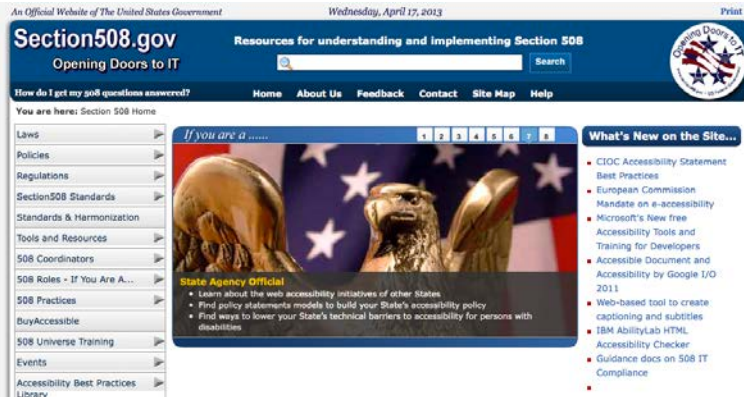 An Official Website of The United States Government
Wednesday, April 17, 2013
Print
Section508.gov
Opening Doors to IT
Resources for understanding and implementing Section 508
Search
Opening Doors to IT
How do I get my 508 questions answered?
Home About Us Feedback Contact Site Map Help
You are here: Section 508 Home
Laws
Policies
Regulations
Section508 Standards
Standards & Harmonization
Tools and Resources
508 Coordinators
508 Roles - If You Are A...
508 Practices
BuyAccessible
508 Universe Training
Events
Accessibility Best Practices
Library
If you are a ......
1 2 3 4 5 6 7 8
State Agency Official
Learn about the web accessibility initiatives of other States
Find policy statements models to build your State's accessibility policy
Find ways to lower your State's technical barriers to accessibility for persons with
disabilities
What's New on the Site...
CIOC Accessibility Statement
Best Practices
European Commission
Mandate on e-accessibility
Microsoft's New free
Accessibility Tools and
Training for Developers
Accessible Document and
Accessibility by Google I/O
2011
Web-based tool to create
captioning and subtitles
IBM AbilityLab HTML
Accessibility Checker
Guidance docs on 508 IT
Compliance